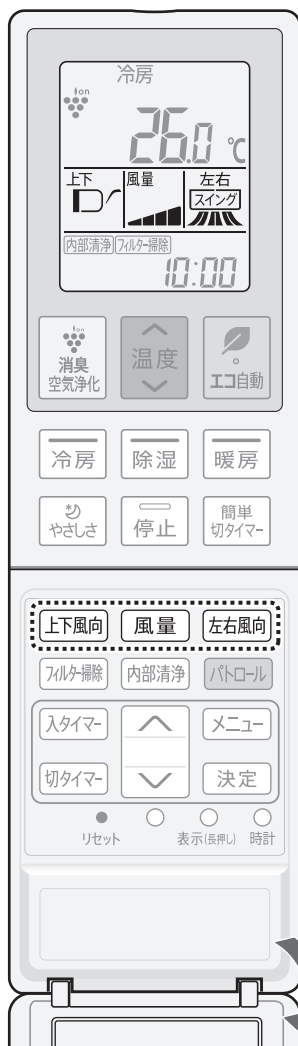 冷房
ion
26.0 ℃
上下 風量 左右
スイング
内部清浄 フィルター掃除
10:00
ion
消臭 温度 エコ自動
空気浄化
冷房 除湿 暖房
やさしさ 停止 簡単
切タイマー
上下風向 風量 左右風向
フィルター掃除 内部清浄 パトロール
入タイマー メニュー
切タイマー 決定
リセット 表示(長押し) 時計